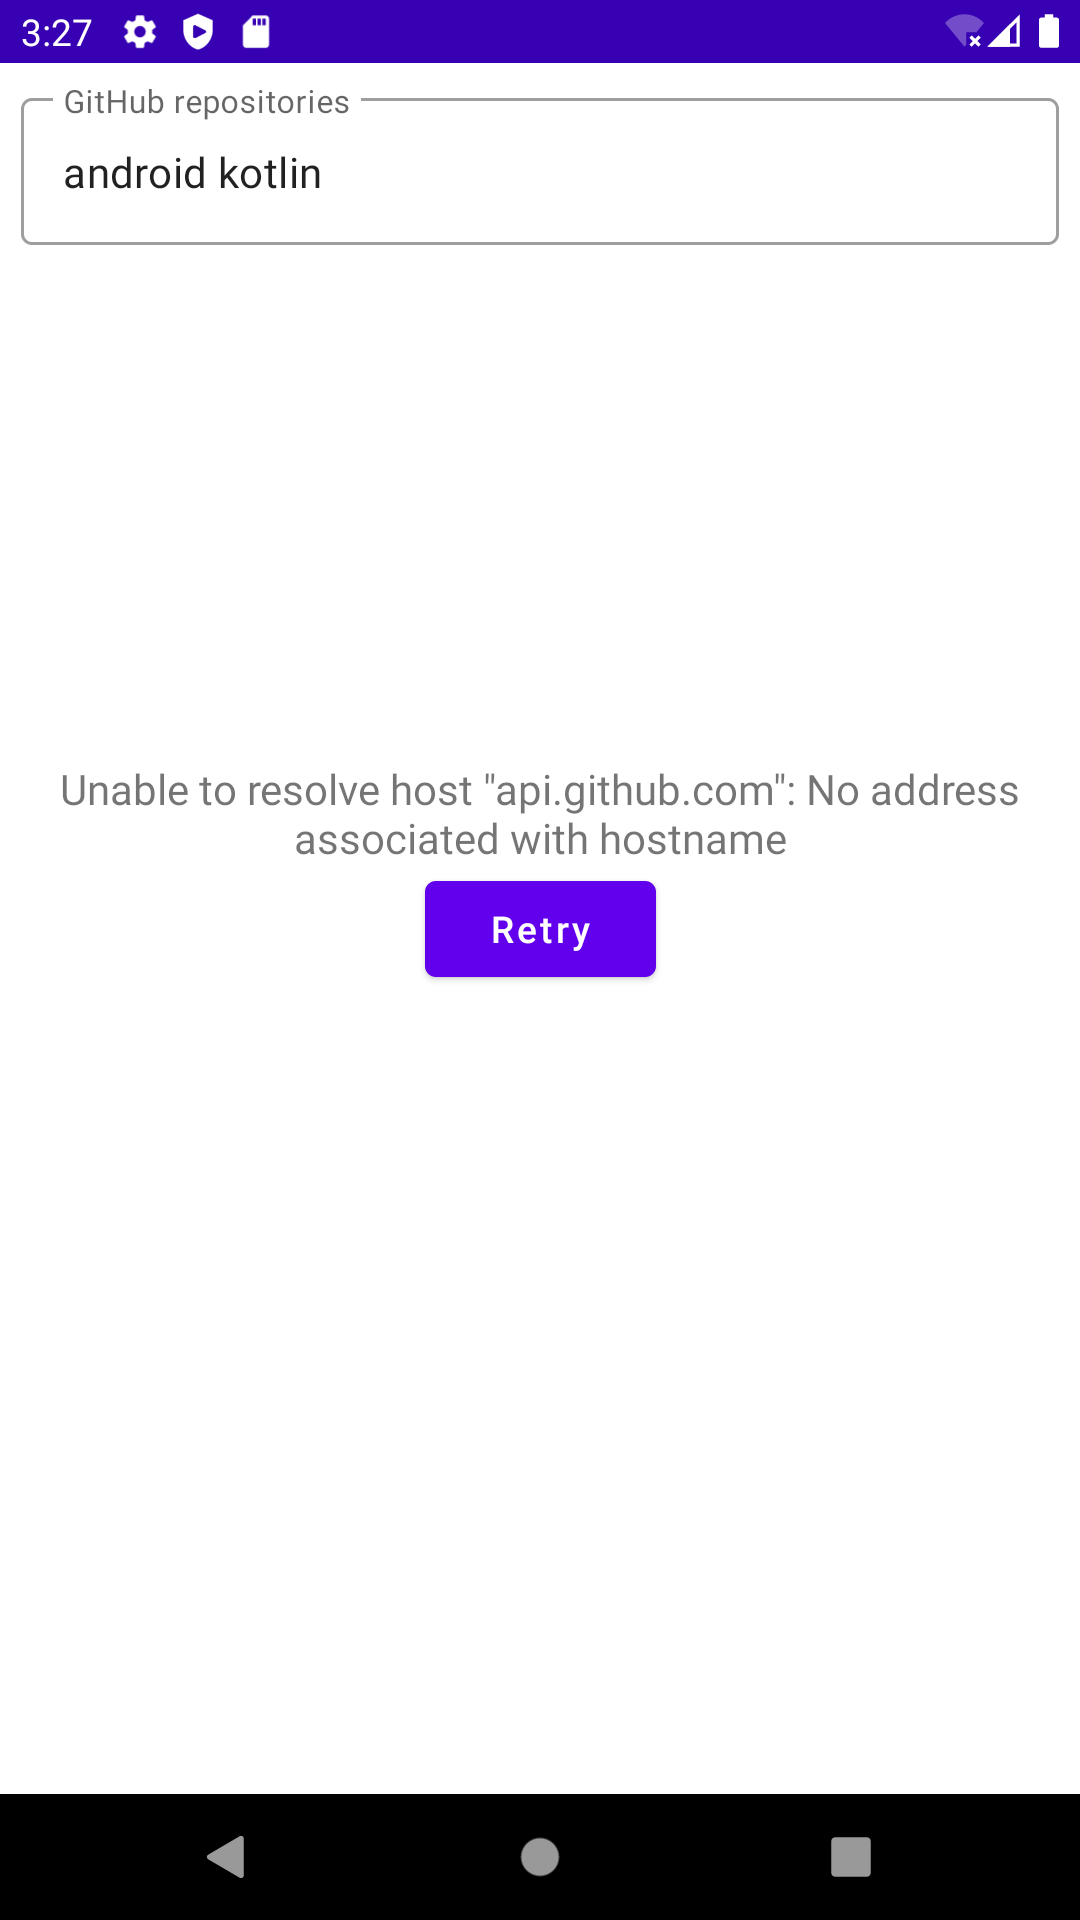 3:27
GitHub repositories
android kotlin
Unable to resolve host "api.github.com": No address
associated with hostname
Retry